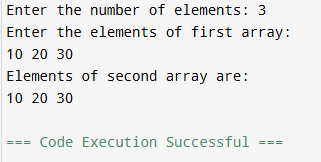 Enter the number of elements: 3
Enter the elements of first array:
10 20 30
Elements of second array are:
10 20 30
=== Code Execution Successful ===